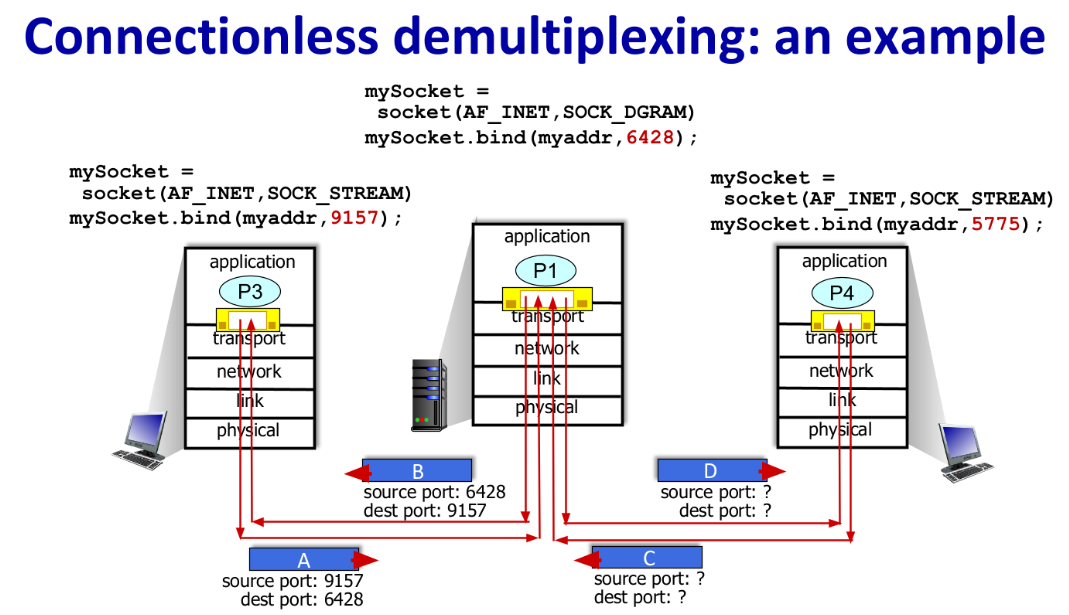 Connectionless demultiplexing: an example
mySocket =
socket(AF_INET,SOCK_DGRAM)
mySocket.bind(myaddr,6428);
mySocket =
socket(AF_INET,SOCK_STREAM)
mySocket.bind(myaddr,9157);
mySocket =
socket(AF_INET,SOCK_STREAM)
mySocket.bind(myaddr,5775);
application
P3
transport
network
link
physical
application
P1
transport
network
link
physical
application
P4
transport
network
link
physical
B
source port: 6428
dest port: 9157
D
source port: ?
dest port: ?
A
source port: 9157
dest port: 6428
C
source port: ?
dest port: ?